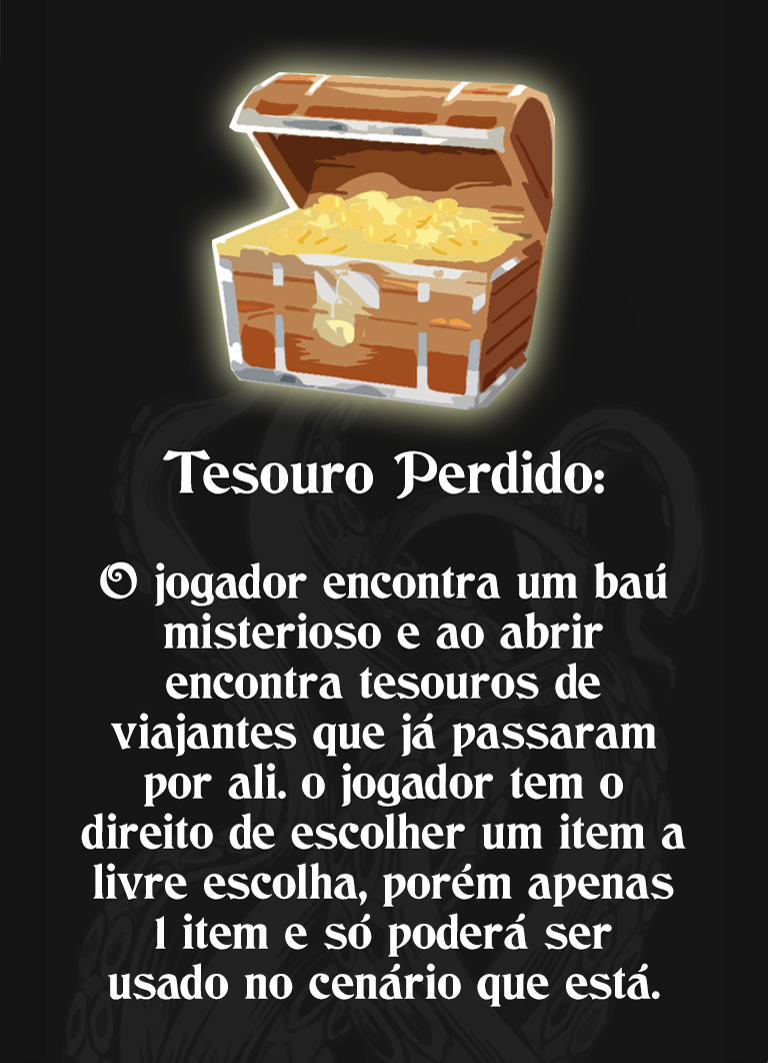 Tesouro Perdido:
O jogador encontra um baú
misterioso e ao abrir
encontra tesouros de
viajantes que já passaram
por ali. o jogador tem o
direito de escolher um item a
livre escolha, porém apenas
1 item e só poderá ser
usado no cenário que está.